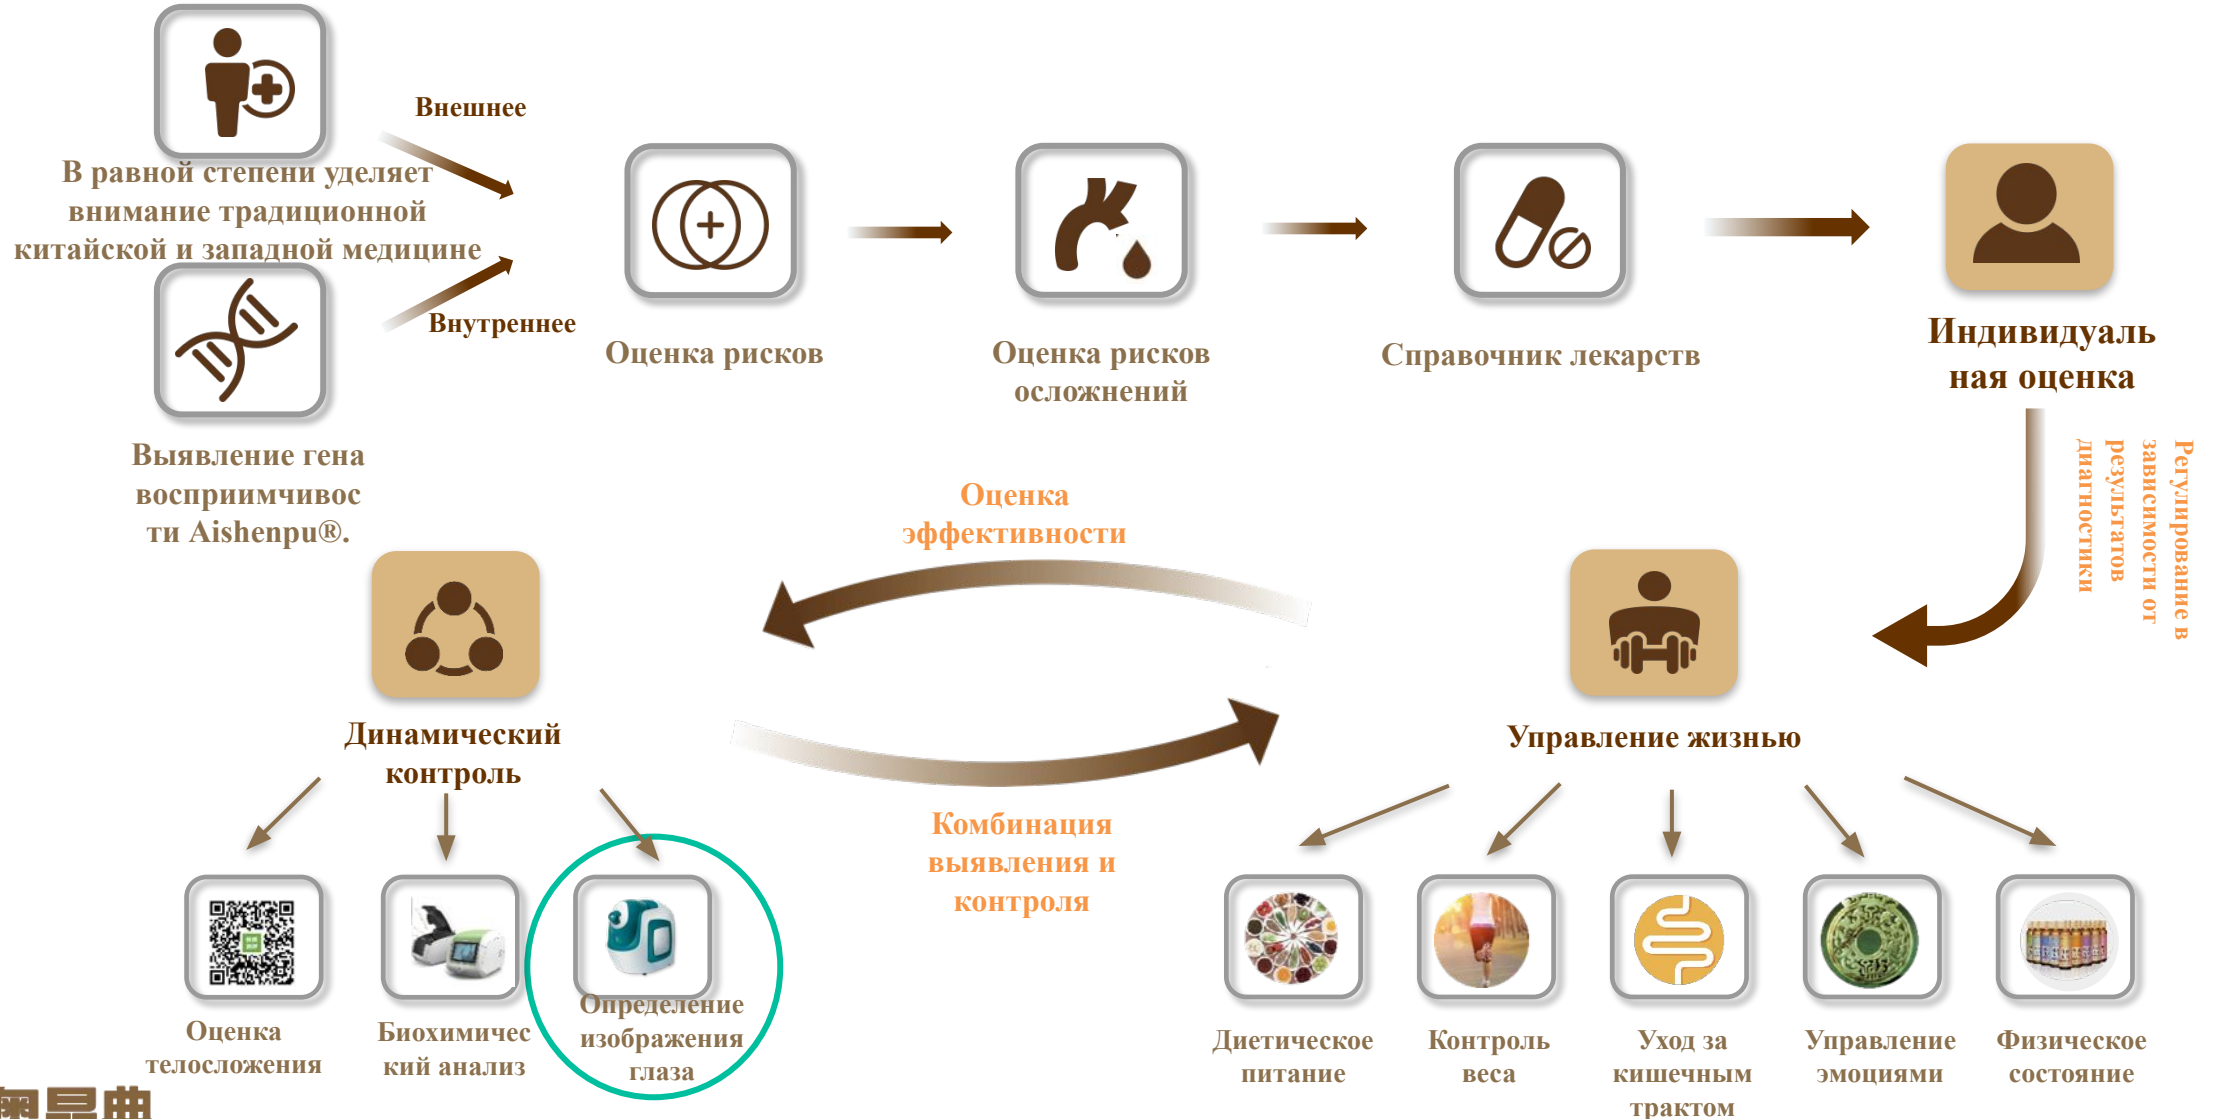 Внешнее
В равной степени уделяет
внимание традиционной
китайской и западной медицине
Внутреннее
Выявление гена
восприимчивос
ти Aishenpu®.
Оценка рисков
Оценка рисков
осложнений
Справочник лекарств
Индивидуаль
ная оценка
Регулирование в
зависимости от
результатов
диагностики
Оценка
эффективности
Динамический
контроль
Комбинация
выявления и
контроля
Управление жизнью
Оценка
телосложения
Биохимичес
кий анализ
Определение
изображения
глаза
Диетическое
питание
Контроль
веса
Уход за
кишечным
трактом
Управление
эмоциями
Физическое
состояние